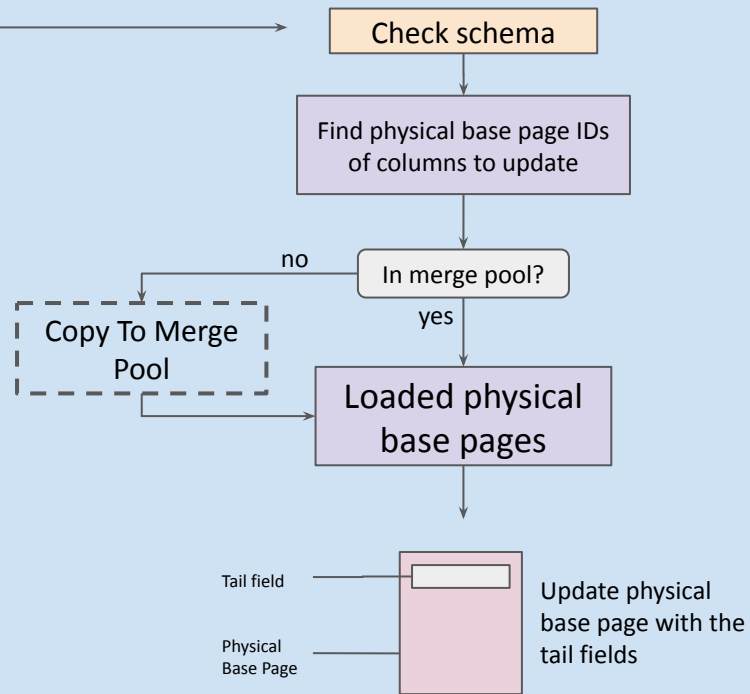 Check schema
Find physical base page IDs
of columns to update
no
In merge pool?
yes
Copy To Merge
Pool
Loaded physical
base pages
Tail field
Update physical
base page with the
tail fields
Physical
Base Page